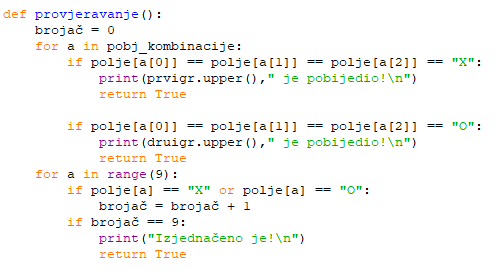 def provjeravanje():
    brojač = 0
    for a in pobj_kombinacije:
        if polje[a[0]] == polje[a[1]] == polje[a[2]] == "X":
            print(prvigr.upper()," je pobijedio!\n")
            return True

        if polje[a[0]] == polje[a[1]] == polje[a[2]] == "O":
            print(druigr.upper()," je pobijedio!\n")
            return True
    for a in range(9):
        if polje[a] == "X" or polje[a] == "O":
            brojač = brojač + 1
        if brojač == 9:
            print("Izjednačeno je!\n")
            return True